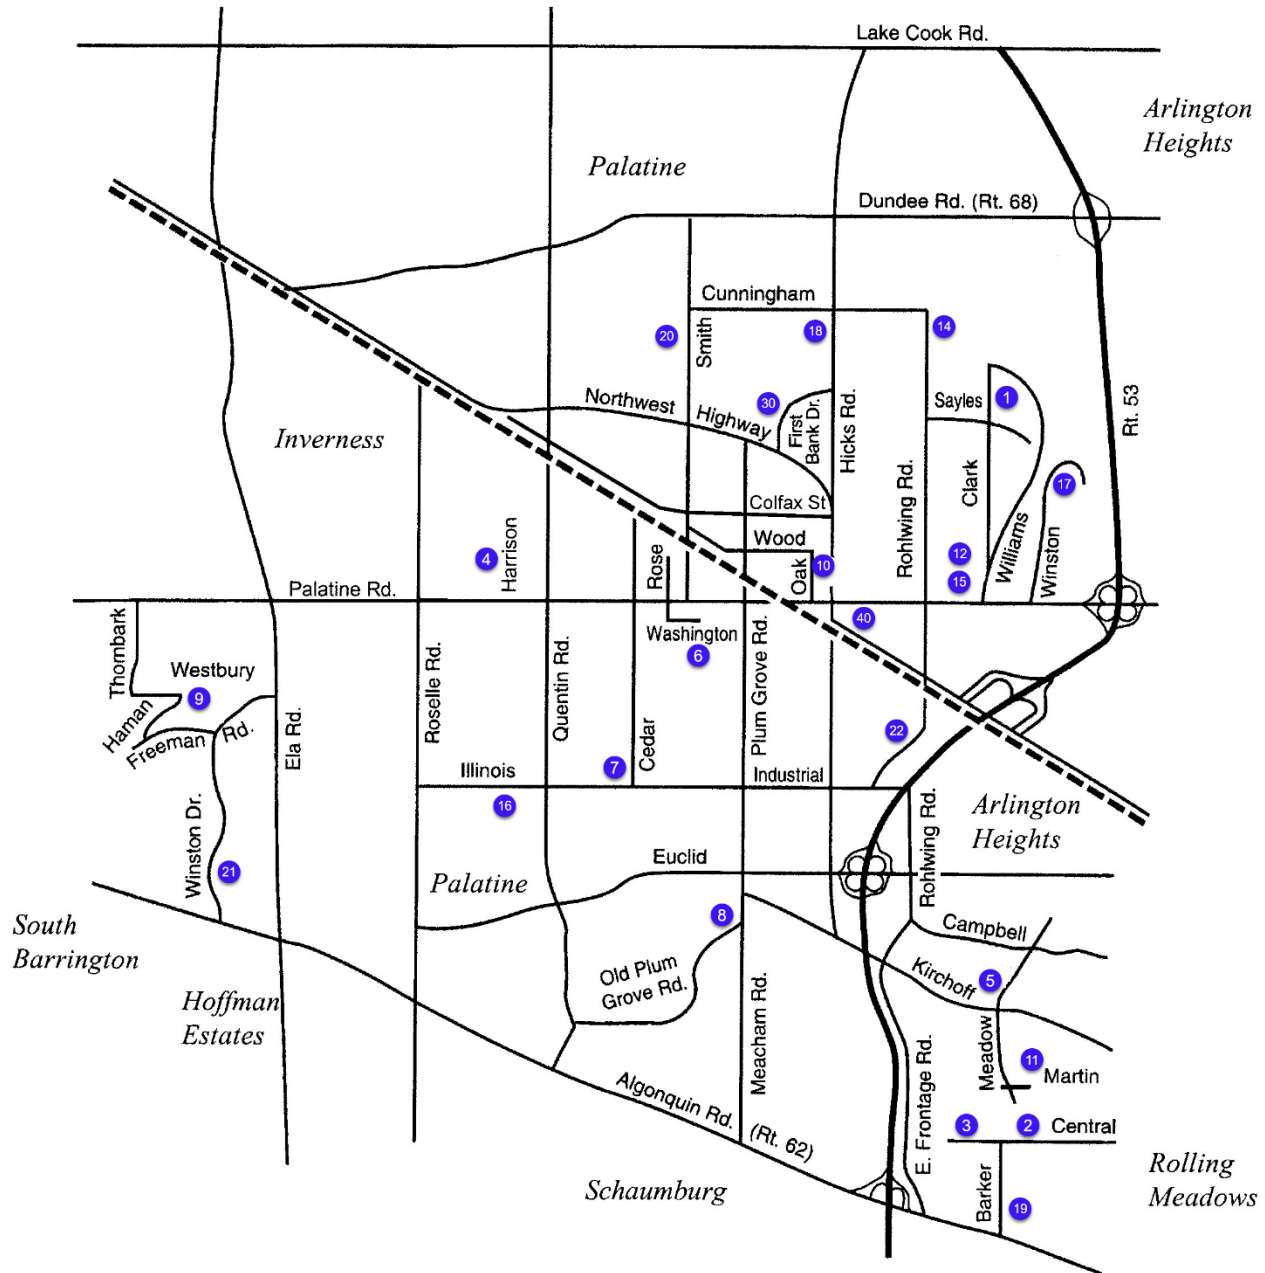 Lake Cook Rd.
Arlington
Heights
Palatine
Dundee Rd. (Rt. 68)
Cunningham
20
Smith
18
14
Rt. 53
Northwest Highway
30
First
Bank Dr.
Hicks Rd.
Sayles
1
Inverness
Rohlwing Rd.
Clark
17
Colfax St
Williams
Winston
Harrison
4
Wood
Rose
Oak
10
12
15
Palatine Rd.
Thornbark
Washington
6
40
Westbury
9
Haman
Freeman Rd.
Ela Rd.
Roselle Rd.
Quentin Rd.
Cedar
Plum Grove Rd.
22
7
Illinois
Industrial
16
Winston Dr.
21
Arlington
Heights
Rohlwing Rd.
Euclid
Palatine
8
South
Barrington
Campbell
Old Plum
Grove Rd.
Kirchoff
5
Hoffman
Estates
Meacham Rd.
E. Frontage Rd.
Meadow
11
Martin
Algonquin Rd. (Rt. 62)
3
2
Central
Schaumburg
Barker
19
Rolling
Meadows